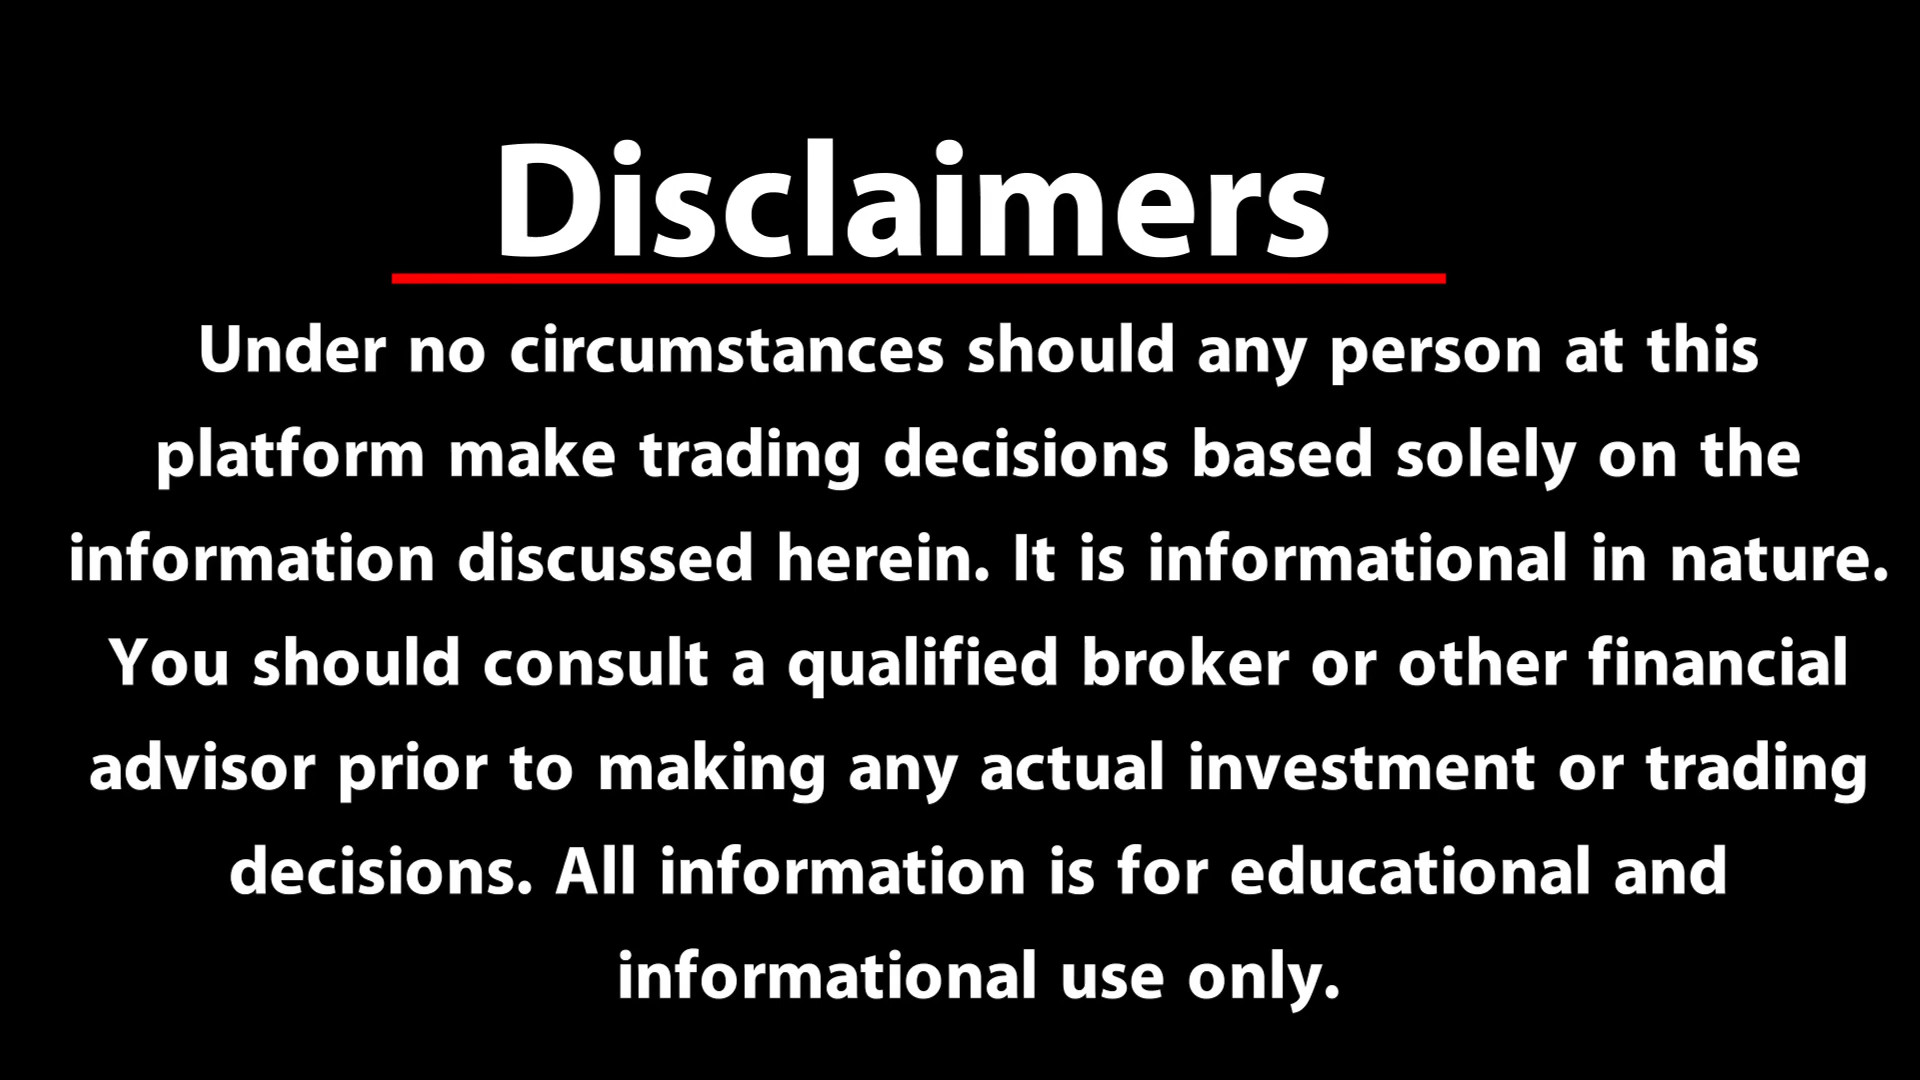 Disclaimers
Under no circumstances should any person at this
platform make trading decisions based solely on the
information discussed herein. It is informational in nature.
You should consult a qualified broker or other financial
advisor prior to making any actual investment or trading
decisions. All information is for educational and
informational use only.